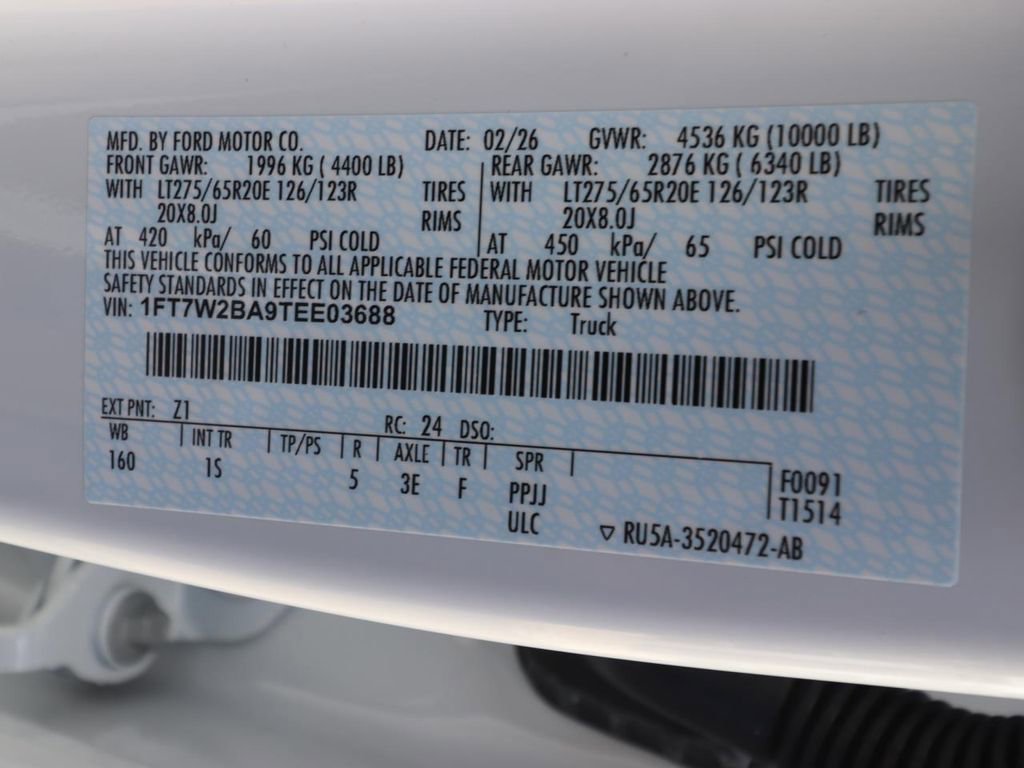 MFD. BY FORD MOTOR CO. DATE: 02/26 GVWR: 4536 KG (10000 LB)
FRONT GAWR: 1996 KG ( 4400 LB) REAR GAWR: 2876 KG ( 6340 LB)
WITH LT275/65R20E 126/123R TIRES WITH LT275/65R20E 126/123R TIRES
20X8.0J RIMS 20X8.0J RIMS
AT 420 kPa/ 60 PSI COLD AT 450 kPa/ 65 PSI COLD
THIS VEHICLE CONFORMS TO ALL APPLICABLE FEDERAL MOTOR VEHICLE
SAFETY STANDARDS IN EFFECT ON THE DATE OF MANUFACTURE SHOWN ABOVE.
VIN: 1FT7W2BA9TEE03688 TYPE: Truck
EXT PNT: Z1 RC: 24 DSO:
WB INT TR TP/PS R AXLE TR SPR
160 1S 5 3E F PPJJ F0091
ULC T1514
▽ RU5A-3520472-AB